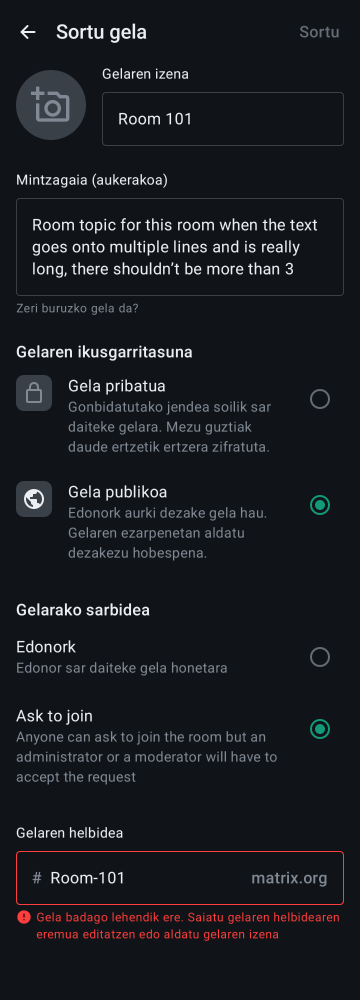 Sortu gela
Sortu
Gelaren izena
Room 101
Mintzagaia (aukerakoa)
Room topic for this room when the text
goes onto multiple lines and is really
long, there shouldn’t be more than 3
Zeri buruzko gela da?
Gelaren ikusgarritasuna
Gela pribatua
Gonbidatutako jendea soilik sar
daiteke gelara. Mezu guztiak
daude ertzetik ertzera zifratuta.
Gela publikoa
Edonork aurki dezake gela hau.
Gelaren ezarpenetan aldatu
dezakezu hobespena.
Gelarako sarbidea
Edonork
Edonor sar daiteke gela honetara
Ask to join
Anyone can ask to join the room but an
administrator or a moderator will have to
accept the request
Gelaren helbidea
# Room-101 matrix.org
Gela badago lehendik ere. Saiatu gelaren helbidearen
eremua editatzen edo aldatu gelaren izena